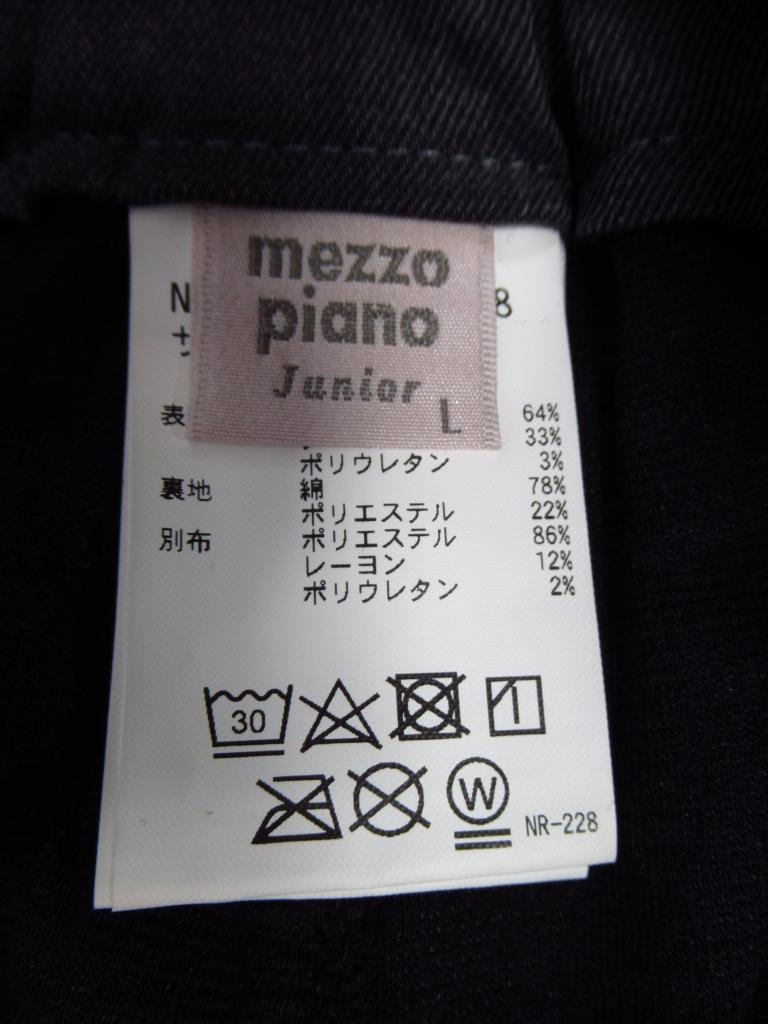 mezzo
piano
Junior
L
N 8
サ
表 64%
33%
ポリウレタン 3%
裏地 綿 78%
ポリエステル 22%
別布 ポリエステル 86%
レーヨン 12%
ポリウレタン 2%
30
W
NR-228